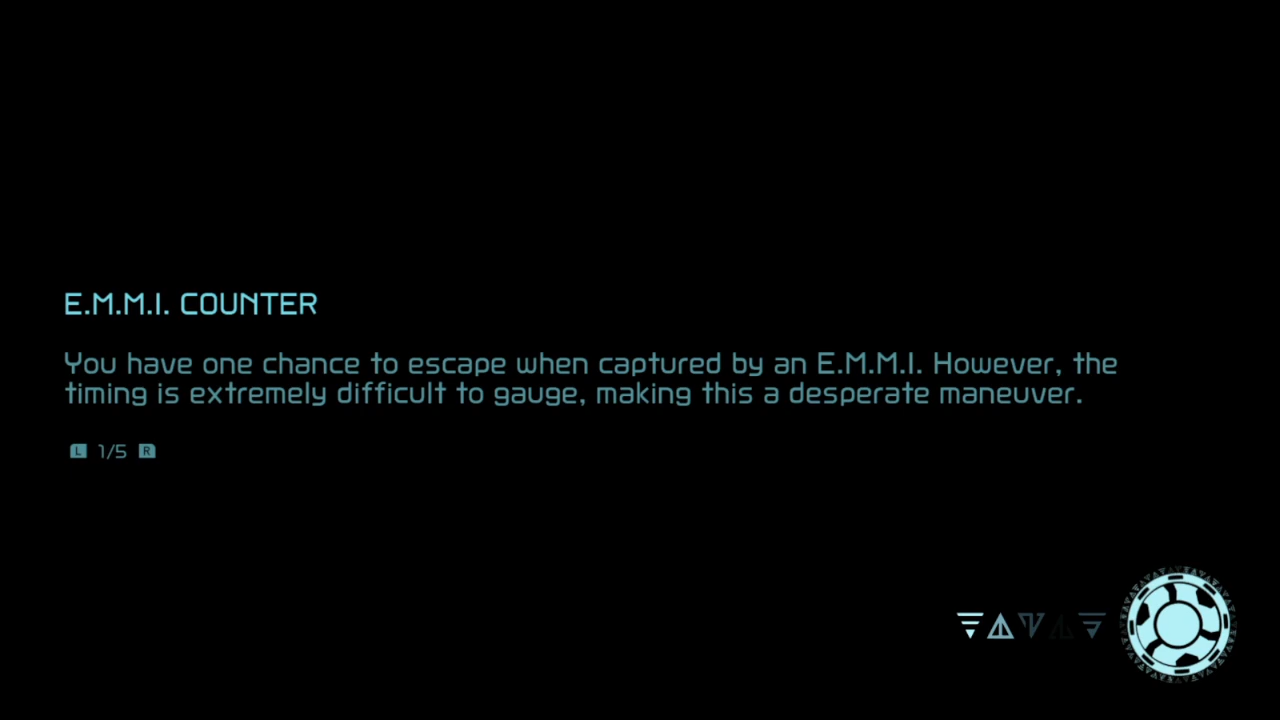 E.M.M.I. COUNTER
You have one chance to escape when captured by an E.M.M.I. However, the
timing is extremely difficult to gauge, making this a desperate maneuver.
L 1/5 R